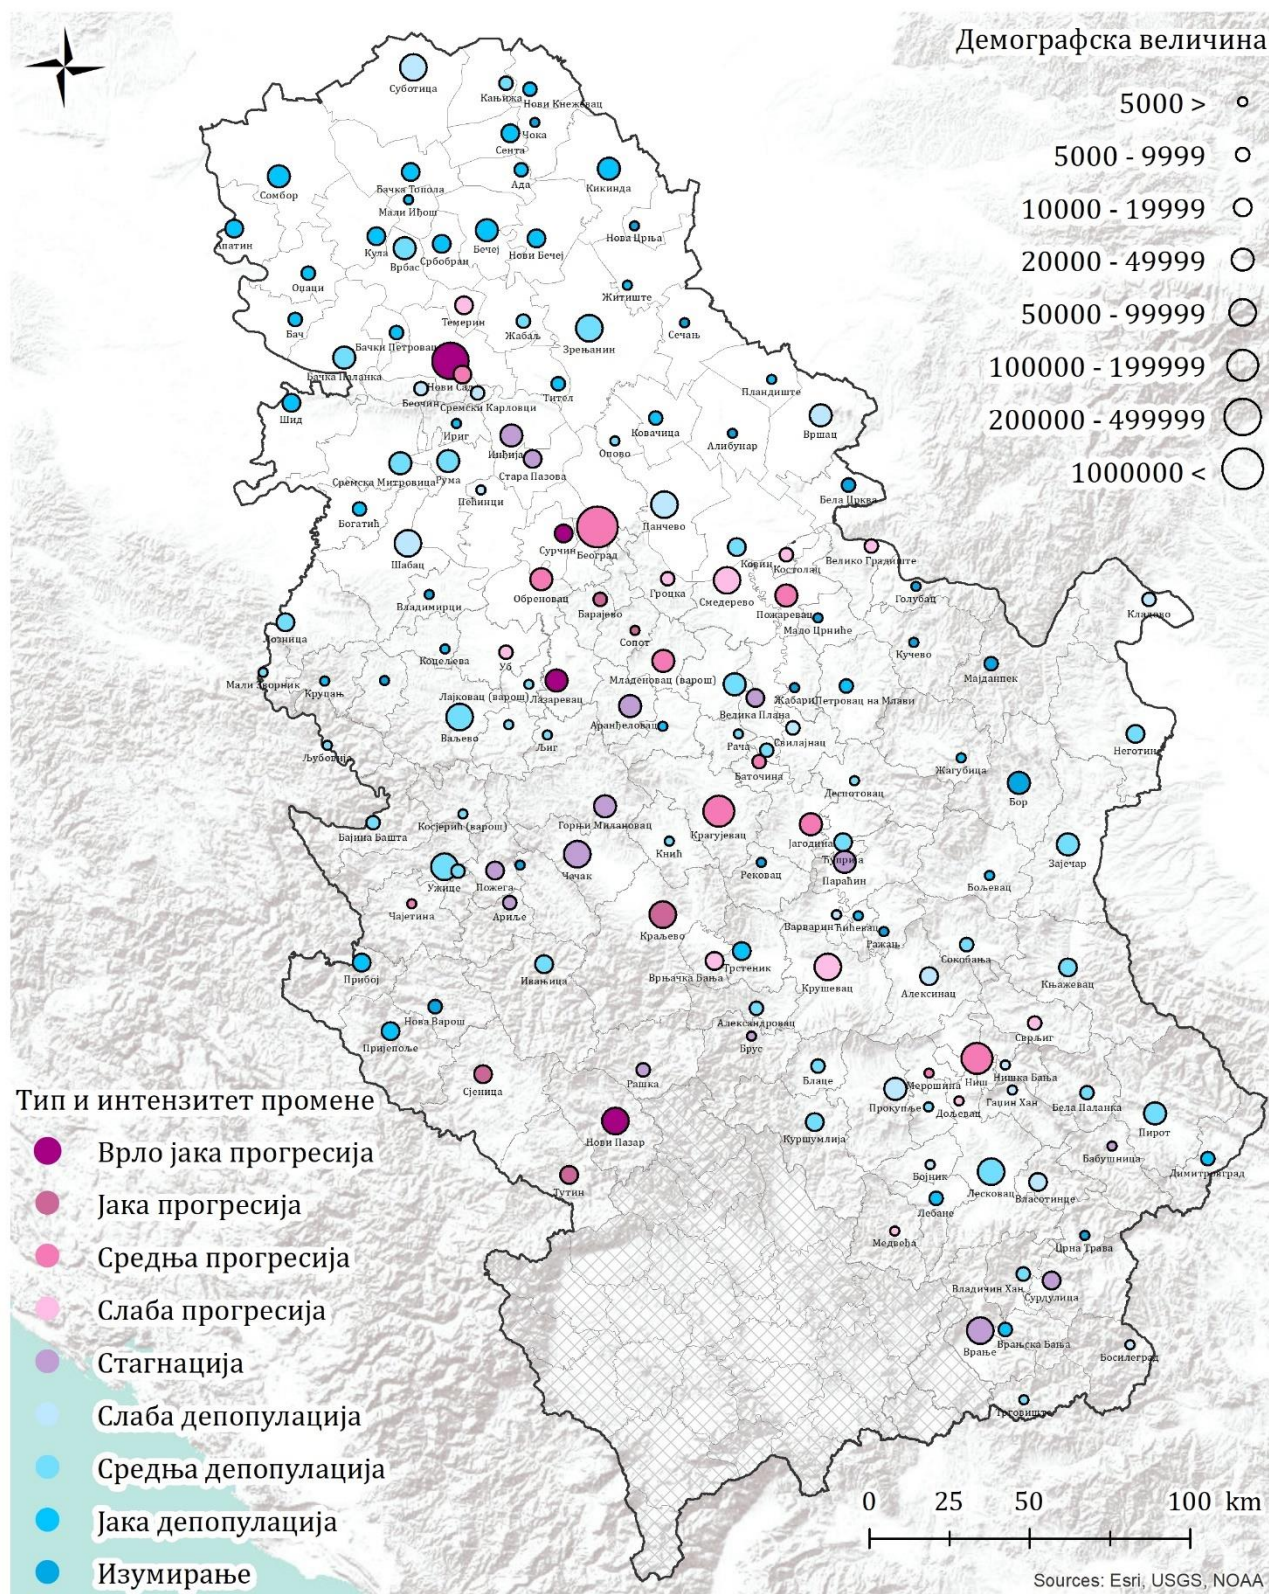 Демографска величина
5000 >
5000 - 9999
10000 - 19999
20000 - 49999
50000 - 99999
100000 - 199999
200000 - 499999
1000000 <
Суботица
Кањижа
Нови Кнежевац
Чока
Сента
Ада
Кикинда
Сомбор
Бачка Топола
Мали Иђош
Апатин
Кула
Врбас
Србобран
Бечеј
Нови Бечеј
Нова Црња
Оџаци
Житиште
Темерин
Жабаљ
Зрењанин
Сечањ
Бач
Бачки Петровац
Бачка Паланка
Нови Сад
Беочин
Сремски Карловци
Тител
Пландиште
Шид
Ириг
Инђија
Ковачица
Опово
Алибунар
Вршац
Сремска Митровица
Рума
Стара Пазова
Пећинци
Бела Црква
Богатић
Шабац
Сурчин
Београд
Панчево
Ковин
Костолац
Велико Градиште
Обреновац
Барајево
Гроцка
Смедерево
Пожаревац
Голубац
Кладово
Владимирци
Мало Црниће
Лозница
Сопот
Кучево
Коцељева
Уб
Младеновац (варош)
Мајданпек
Мали Зворник
Крупањ
Лајковац (варош)
Лазаревац
Велика Плана
Жабари
Петровац на Млави
Аранђеловац
Ваљево
Љиг
Рача
Свилајнац
Неготин
Љубовија
Баточина
Жагубица
Деспотовац
Бор
Бајина Башта
Косјерић (варош)
Горњи Милановац
Крагујевац
Јагодина
Кнић
Ћуприја
Зајечар
Ужице
Пожега
Чачак
Рековац
Параћин
Бољевац
Чајетина
Ариље
Краљево
Варварин
Ћићевац
Ражањ
Прибој
Ивањица
Врњачка Бања
Трстеник
Крушевац
Сокобања
Алексинац
Књажевац
Нова Варош
Александровац
Пријепоље
Брус
Сврљиг
Сјеница
Рашка
Блаце
Мерошина
Ниш
Нишка Бања
Прокупље
Дољевац
Гаџин Хан
Бела Паланка
Нови Пазар
Куршумлија
Пирот
Бабушница
Тутин
Бојник
Лесковац
Власотинце
Димитровград
Лебане
Медвеђа
Црна Трава
Владичин Хан
Сурдулица
Врање
Врањска Бања
Босилеград
Трговиште
Тип и интензитет промене
Врло јака прогресија
Јака прогресија
Средња прогресија
Слаба прогресија
Стагнација
Слаба депопулација
Средња депопулација
Јака депопулација
Изумирање
0 25 50 100 km
Sources: Esri, USGS, NOAA